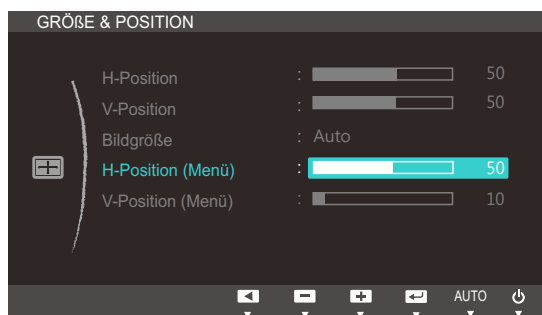 GRÖßE & POSITION
H-Position : 50
V-Position : 50
Bildgröße : Auto
H-Position (Menü) : 50
V-Position (Menü) : 10
AUTO